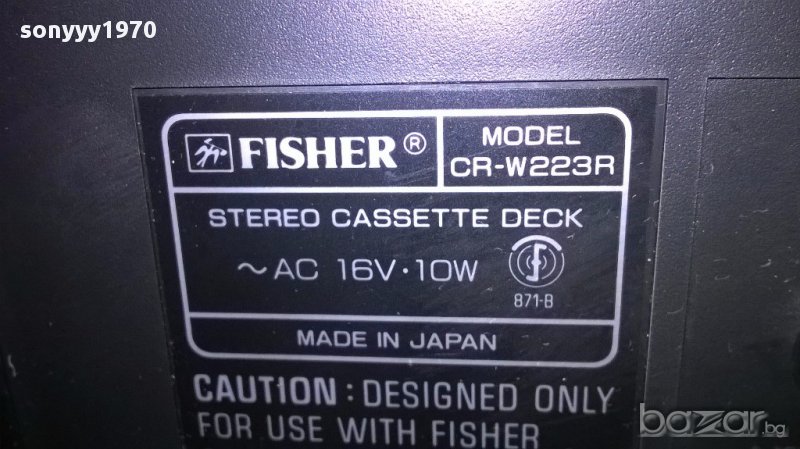 sonyyy1970
FISHER®
MODEL
CR-W223R
STEREO CASSETTE DECK
~AC 16V·10W
871-B
MADE IN JAPAN
CAUTION: DESIGNED ONLY
FOR USE WITH FISHER
bazar.bg